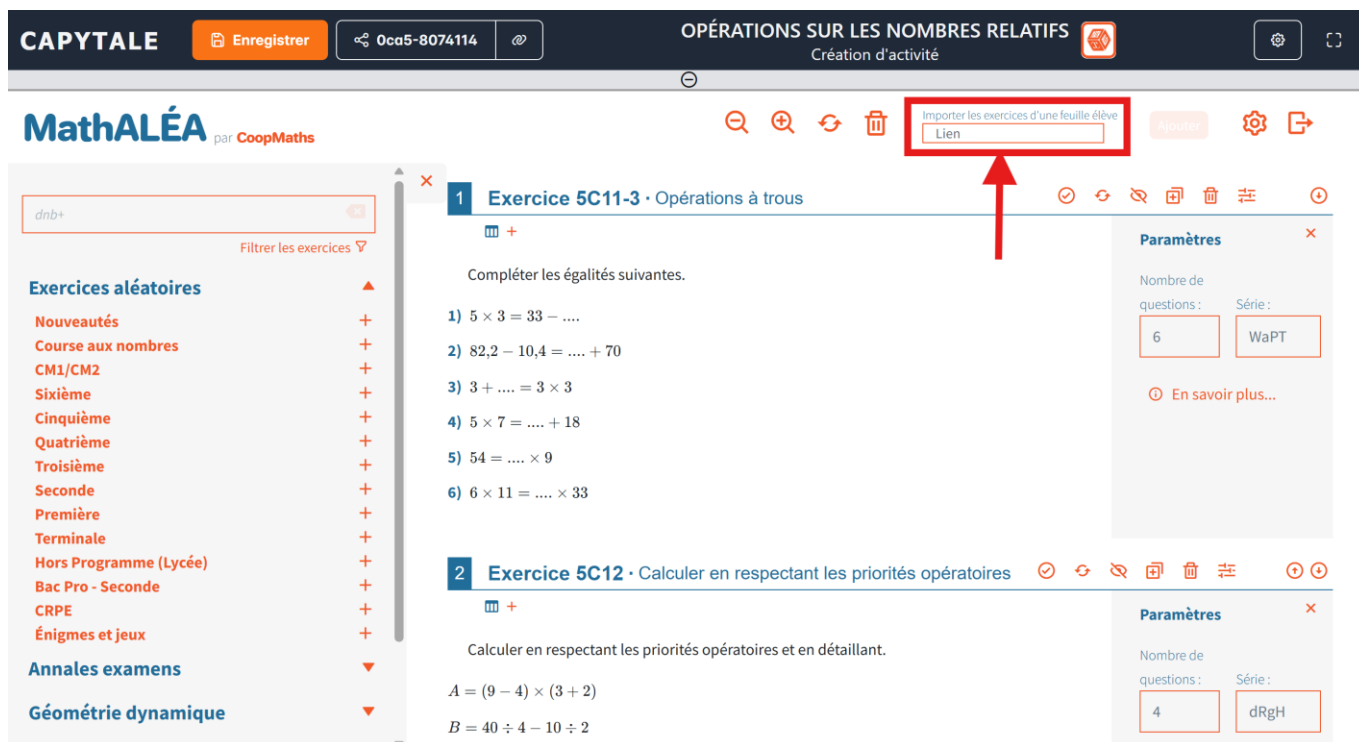 CAPYTALE
Enregistrer
0ca5-8074114
OPÉRATIONS SUR LES NOMBRES RELATIFS
Création d'activité
MathALÉA par CoopMaths
Importer les exercices d'une feuille élève
Lien
Ajouter
dnb+
Filtrer les exercices
Exercices aléatoires
Nouveautés +
Course aux nombres +
CM1/CM2 +
Sixième +
Cinquième +
Quatrième +
Troisième +
Seconde +
Première +
Terminale +
Hors Programme (Lycée) +
Bac Pro - Seconde +
CRPE +
Énigmes et jeux +
Annales examens
Géométrie dynamique
1 Exercice 5C11-3 · Opérations à trous
+
Compléter les égalités suivantes.
1) 5 × 3 = 33 − ....
2) 82,2 − 10,4 = .... + 70
3) 3 + .... = 3 × 3
4) 5 × 7 = .... + 18
5) 54 = .... × 9
6) 6 × 11 = .... × 33
Paramètres ×
Nombre de
questions : Série :
6 WaPT
En savoir plus...
2 Exercice 5C12 · Calculer en respectant les priorités opératoires
+
Calculer en respectant les priorités opératoires et en détaillant.
A = (9 − 4) × (3 + 2)
B = 40 ÷ 4 − 10 ÷ 2
Paramètres ×
Nombre de
questions : Série :
4 dRgH